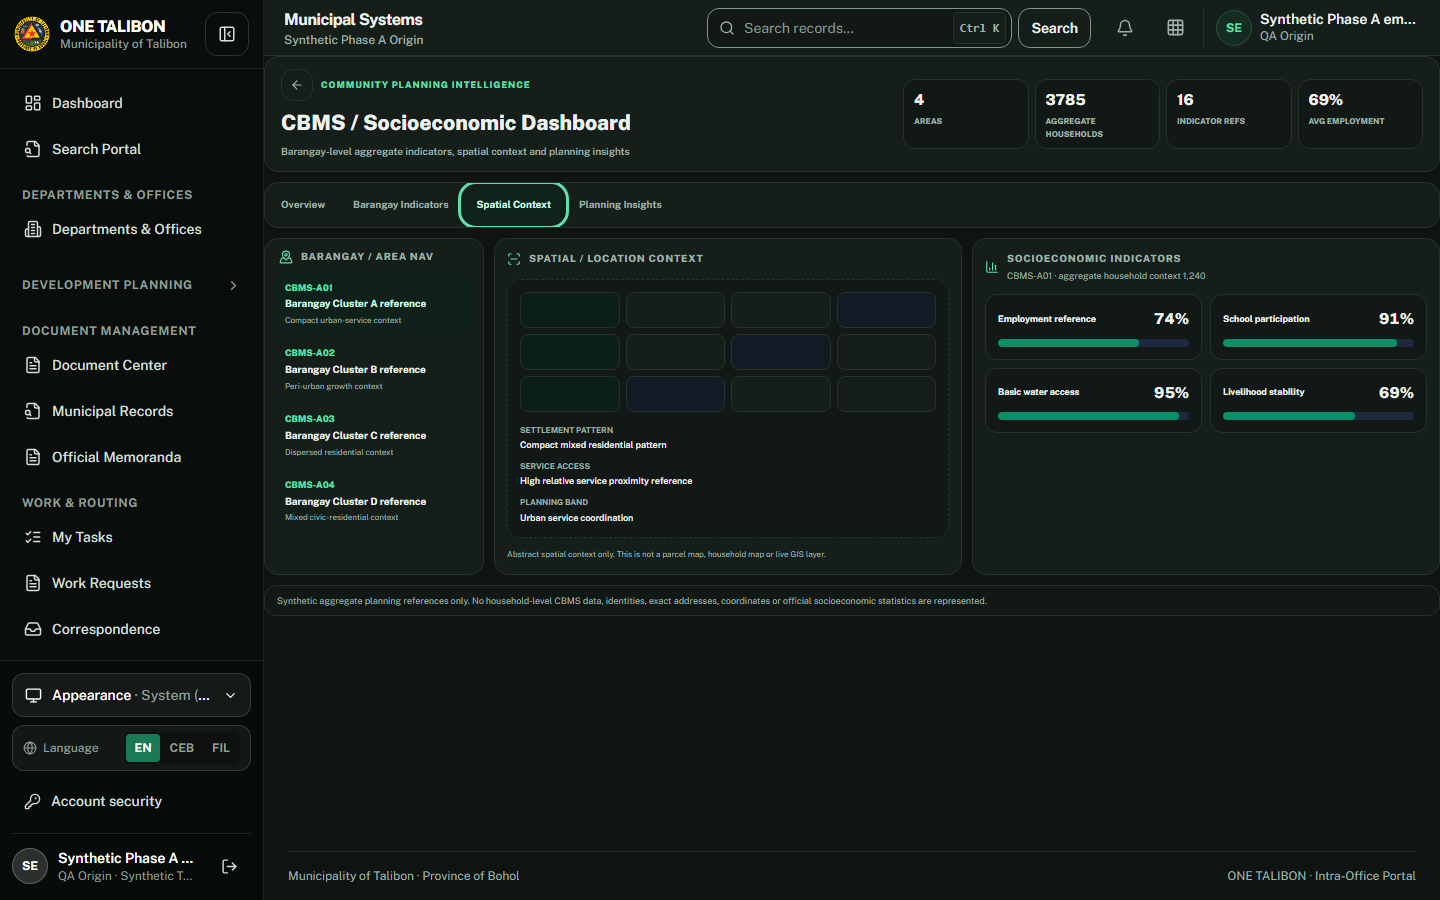 ONE TALIBON
Municipality of Talibon
Dashboard
Search Portal
DEPARTMENTS & OFFICES
Departments & Offices
DEVELOPMENT PLANNING
DOCUMENT MANAGEMENT
Document Center
Municipal Records
Official Memoranda
WORK & ROUTING
My Tasks
Work Requests
Correspondence
Appearance · System (...
Language EN CEB FIL
Account security
SE
Synthetic Phase A ...
QA Origin · Synthetic T...
Municipal Systems
Synthetic Phase A Origin
Search records... Ctrl K
Search
SE
Synthetic Phase A em...
QA Origin
COMMUNITY PLANNING INTELLIGENCE
CBMS / Socioeconomic Dashboard
Barangay-level aggregate indicators, spatial context and planning insights
4
AREAS
3785
AGGREGATE
HOUSEHOLDS
16
INDICATOR REFS
69%
AVG EMPLOYMENT
Overview Barangay Indicators Spatial Context Planning Insights
BARANGAY / AREA NAV
CBMS-A01
Barangay Cluster A reference
Compact urban-service context
CBMS-A02
Barangay Cluster B reference
Peri-urban growth context
CBMS-A03
Barangay Cluster C reference
Dispersed residential context
CBMS-A04
Barangay Cluster D reference
Mixed civic-residential context
SPATIAL / LOCATION CONTEXT
SETTLEMENT PATTERN
Compact mixed residential pattern
SERVICE ACCESS
High relative service proximity reference
PLANNING BAND
Urban service coordination
Abstract spatial context only. This is not a parcel map, household map or live GIS layer.
SOCIOECONOMIC INDICATORS
CBMS-A01 · aggregate household context 1,240
Employment reference 74%
School participation 91%
Basic water access 95%
Livelihood stability 69%
Synthetic aggregate planning references only. No household-level CBMS data, identities, exact addresses, coordinates or official socioeconomic statistics are represented.
Municipality of Talibon · Province of Bohol
ONE TALIBON · Intra-Office Portal